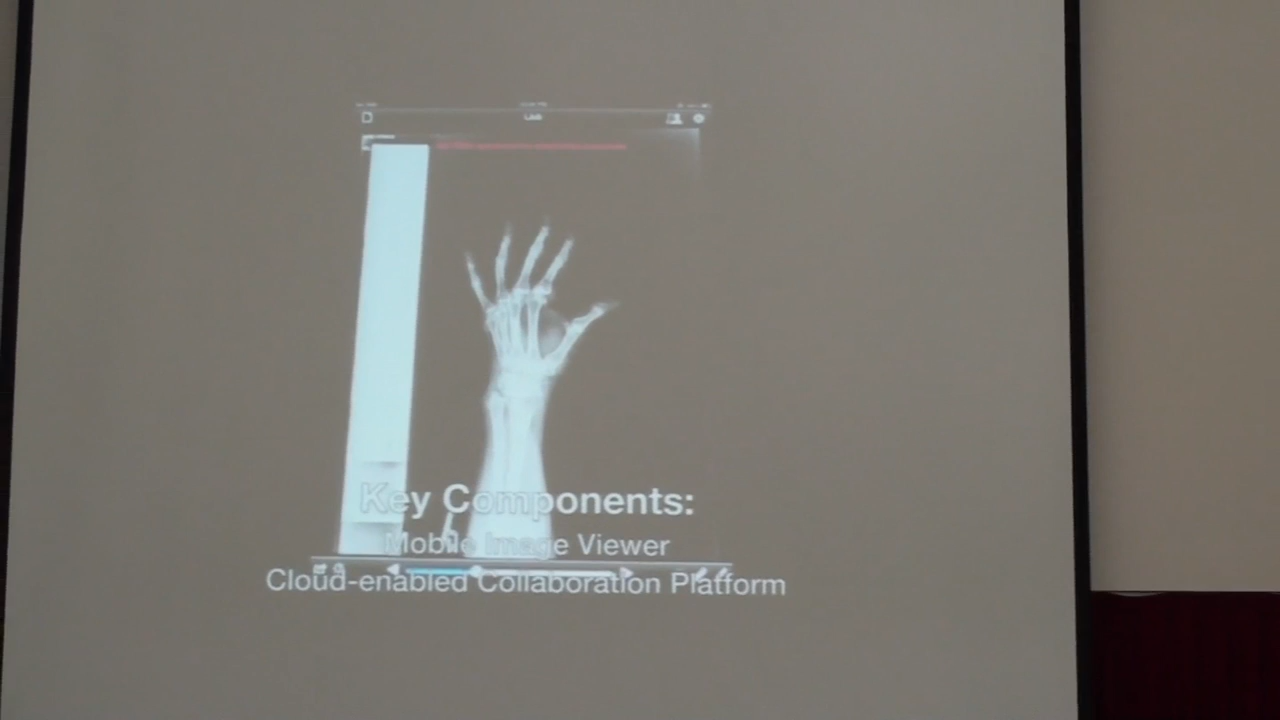 Key Components:
Mobile Image Viewer
Cloud-enabled Collaboration Platform